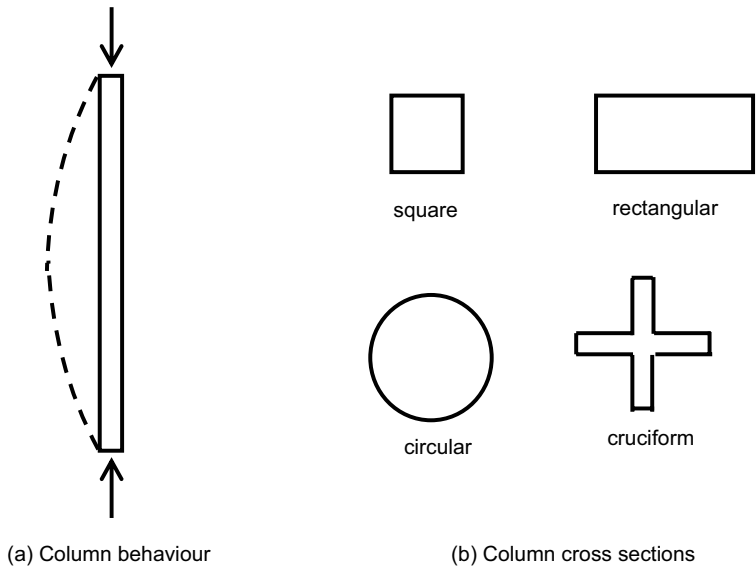 square
rectangular
circular
cruciform
(a) Column behaviour
(b) Column cross sections